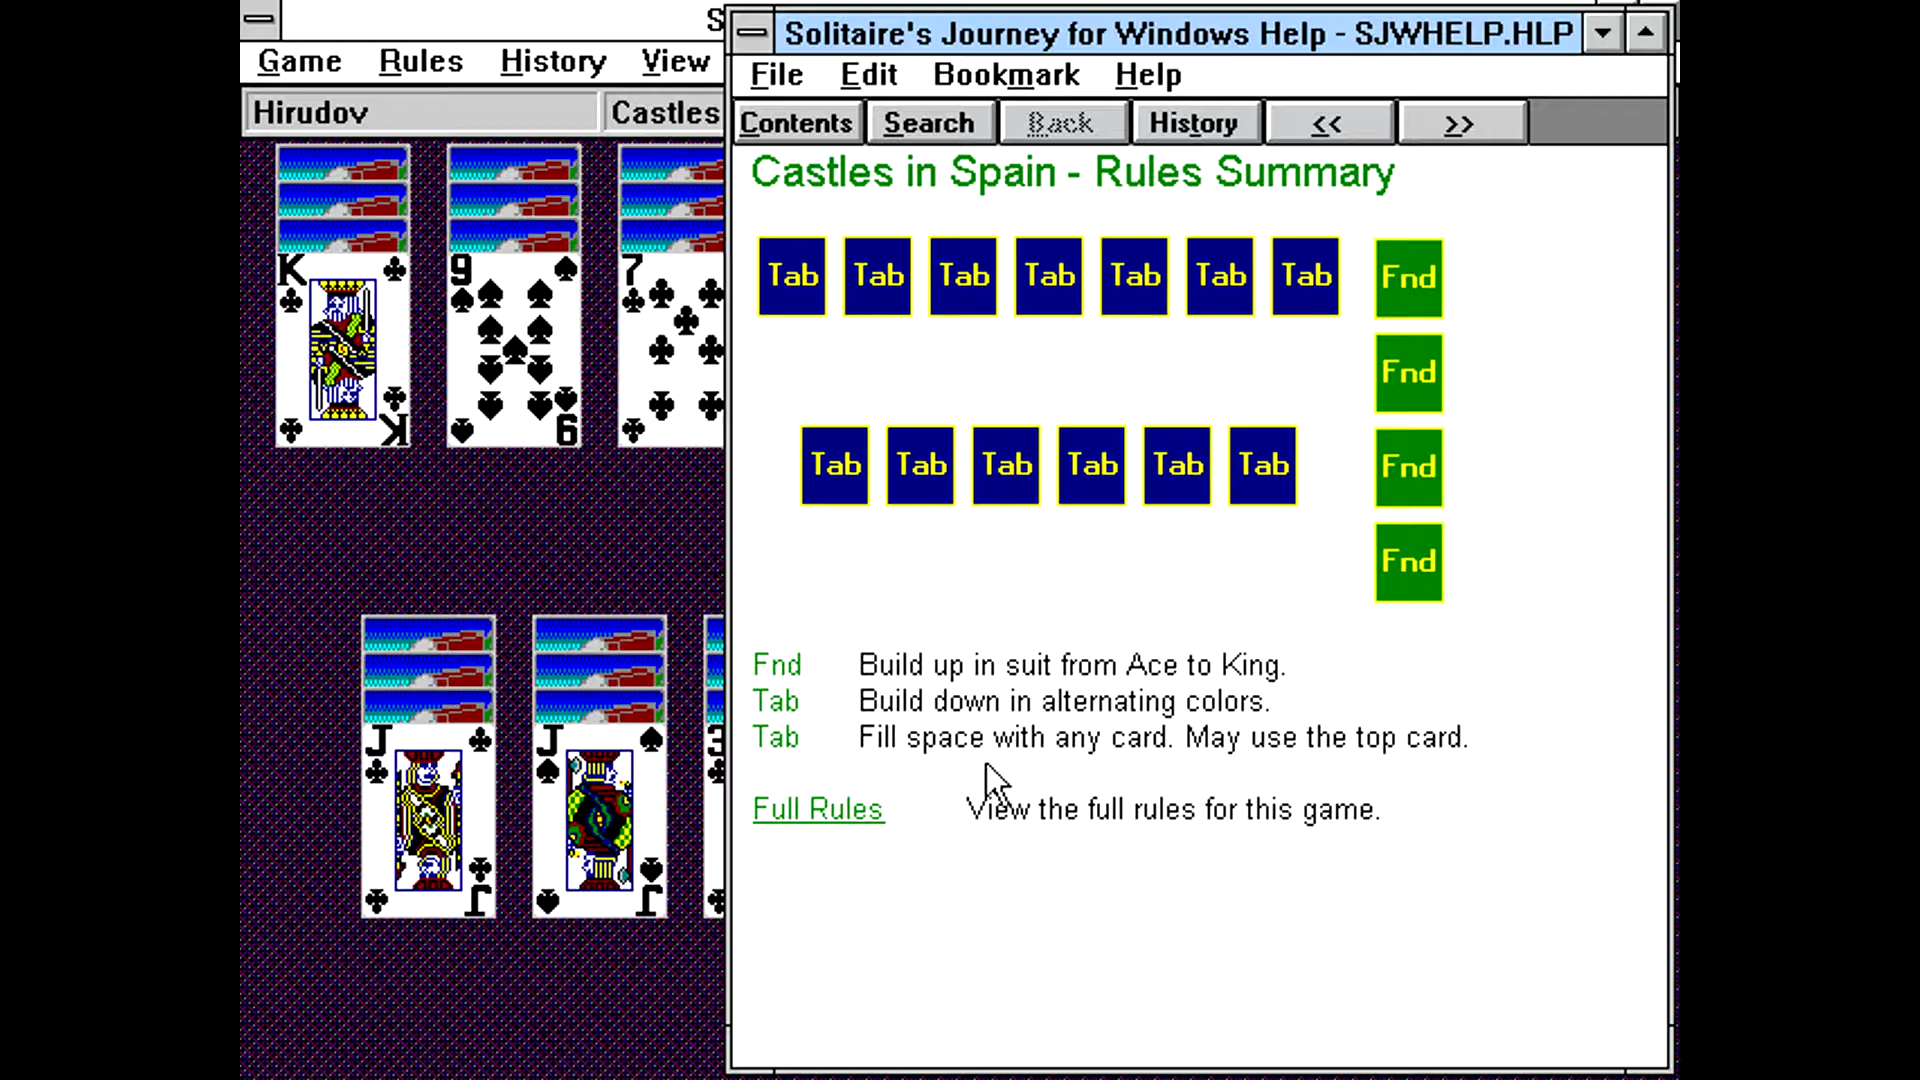 S
Solitaire's Journey for Windows Help - SJWHELP.HLP
Game Rules History View
File Edit Bookmark Help
Hirudov Castles
Contents Search Back History << >>
Castles in Spain - Rules Summary
Tab Tab Tab Tab Tab Tab Tab Fnd
K 9 7
Fnd
K 9
Tab Tab Tab Tab Tab Tab Fnd
Fnd
Fnd Build up in suit from Ace to King.
Tab Build down in alternating colors.
Tab Fill space with any card. May use the top card.
J J 3
Full Rules View the full rules for this game.
J J